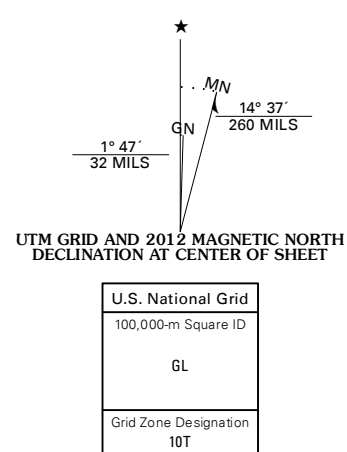 ★
MN
14° 37´
260 MILS
GN
1° 47´
32 MILS
UTM GRID AND 2012 MAGNETIC NORTH
DECLINATION AT CENTER OF SHEET
U.S. National Grid
100,000-m Square ID
GL
Grid Zone Designation
10T